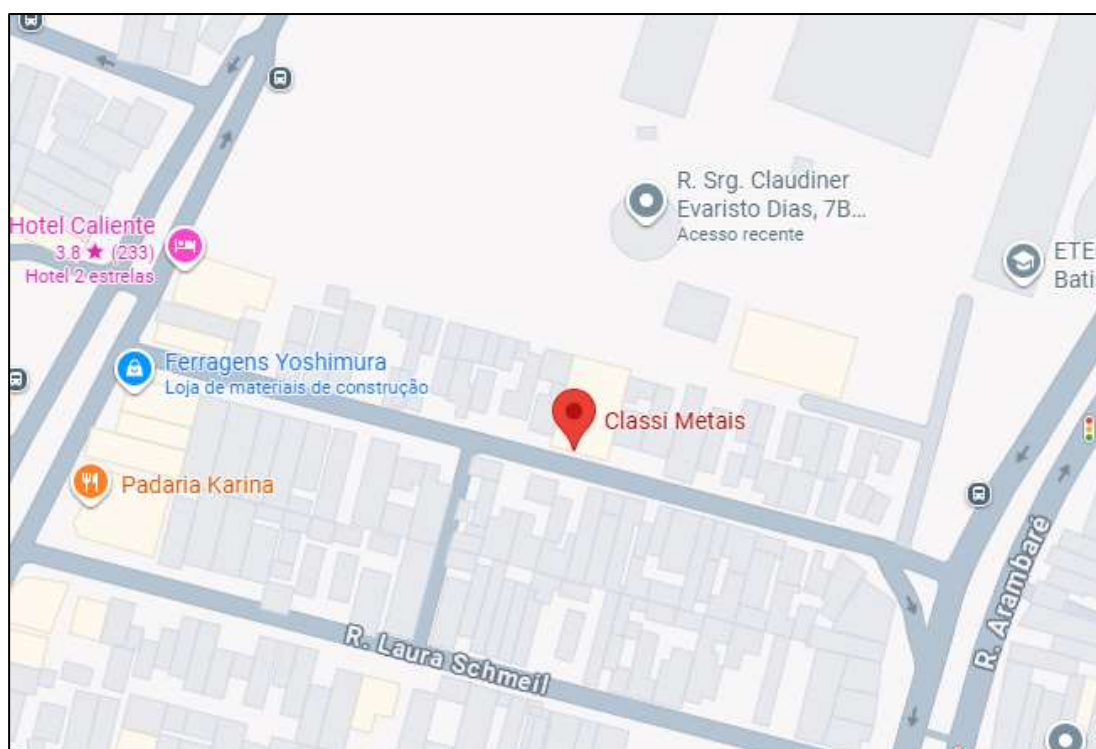 R. Srg. Claudiner
Evaristo Dias, 7B...
Acesso recente
Hotel Caliente
3.8 ★ (233)
Hotel 2 estrelas
ETE
Bati
Ferragens Yoshimura
Loja de materiais de construção
Classi Metais
Padaria Karina
R. Arambaré
R. Laura Schmeil